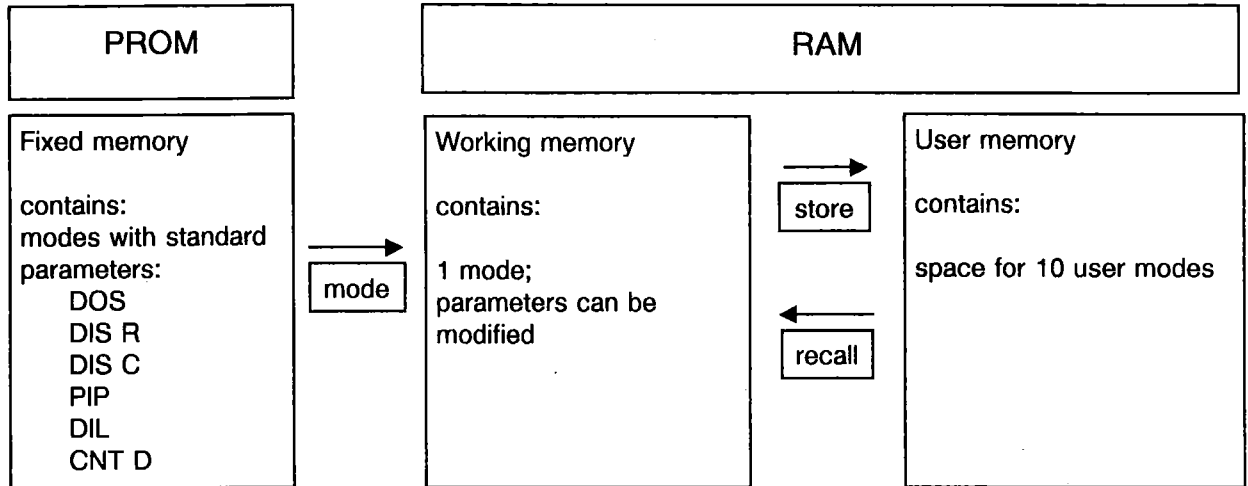 PROM
RAM
Fixed memory
contains:
modes with standard
parameters:
DOS
DIS R
DIS C
PIP
DIL
CNT D
mode
Working memory
contains:
1 mode;
parameters can be
modified
store
recall
User memory
contains:
space for 10 user modes